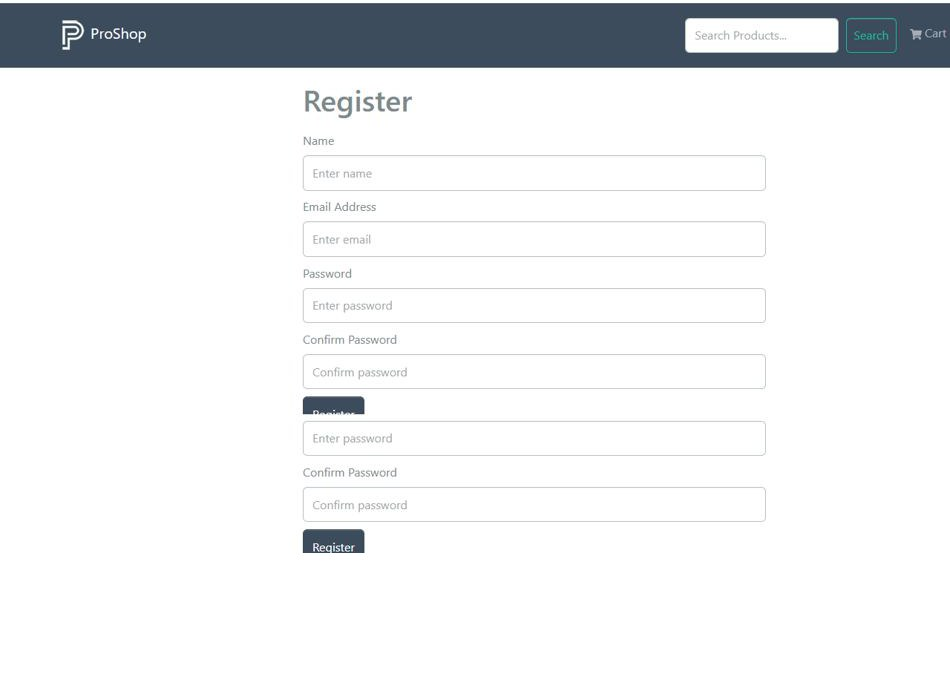 ProShop
Search Products...
Search
Cart
Register
Name
Enter name
Email Address
Enter email
Password
Enter password
Confirm Password
Confirm password
Register
Enter password
Confirm Password
Confirm password
Register